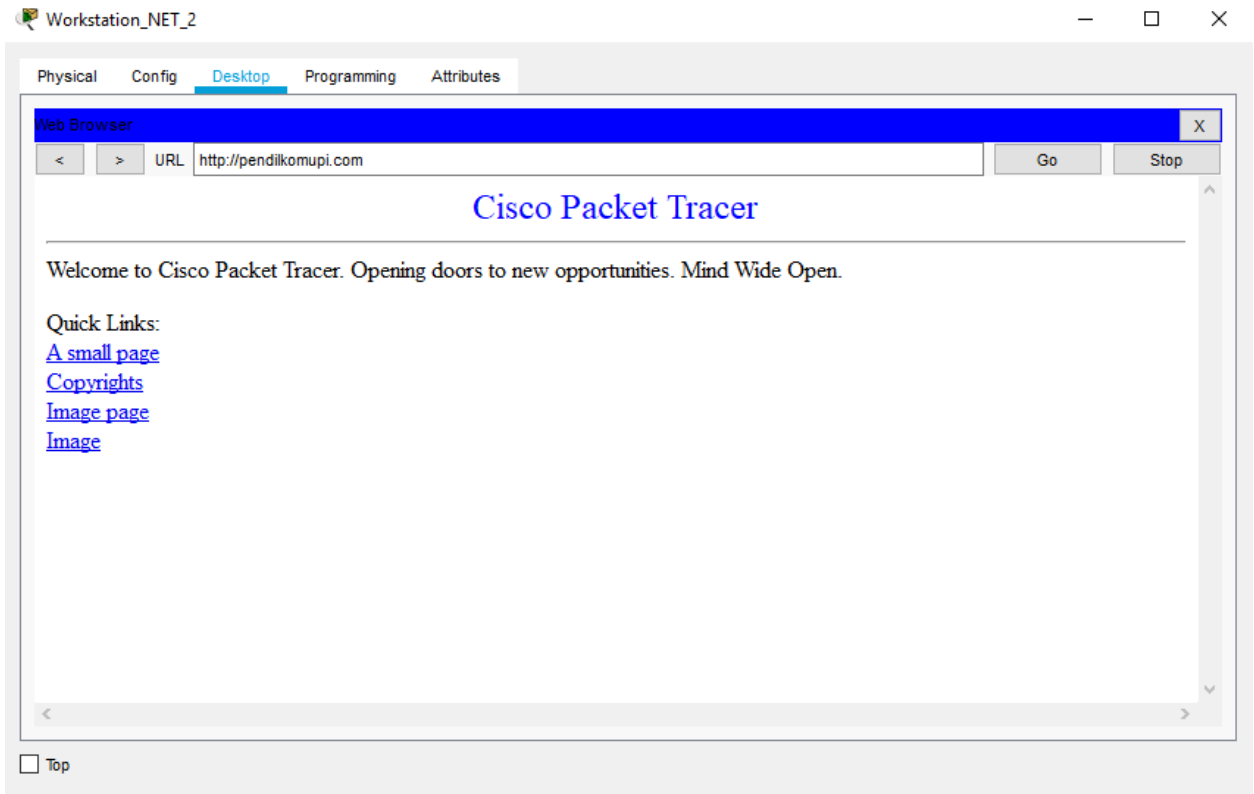 Workstation_NET_2
Physical Config Desktop Programming Attributes
Web Browser X
< > URL http://pendilkomupi.com Go Stop
Cisco Packet Tracer
Welcome to Cisco Packet Tracer. Opening doors to new opportunities. Mind Wide Open.
Quick Links:
A small page
Copyrights
Image page
Image
Top